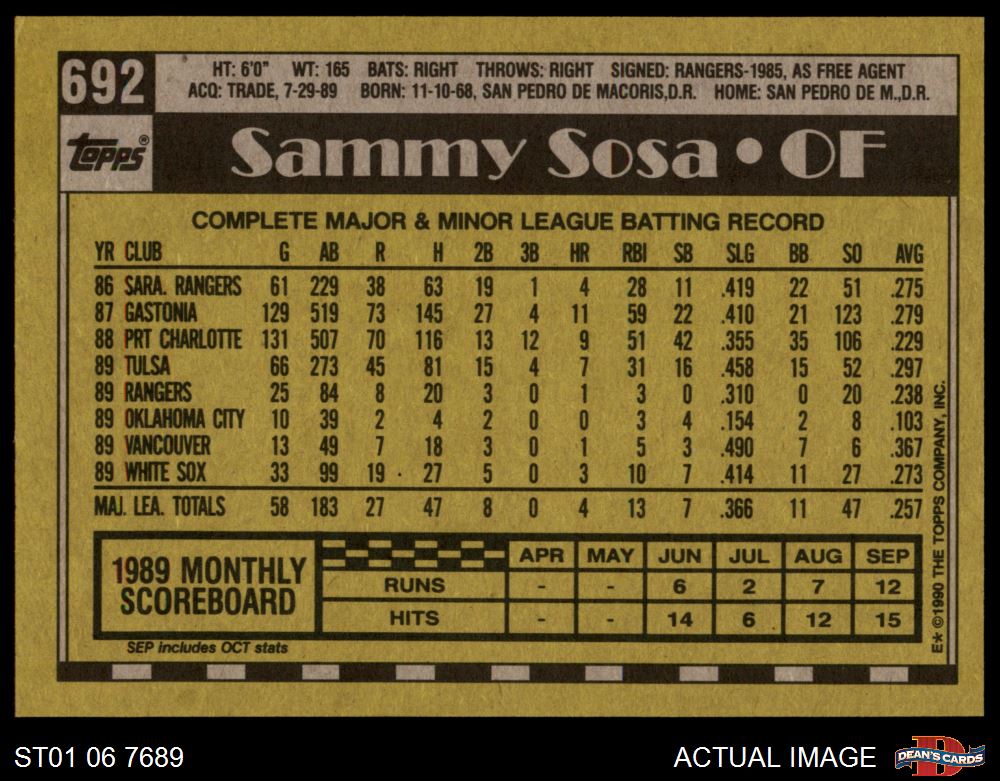 692
HT: 6'0" WT: 165 BATS: RIGHT THROWS: RIGHT SIGNED: RANGERS-1985, AS FREE AGENT
ACQ: TRADE, 7-29-89 BORN: 11-10-68, SAN PEDRO DE MACORIS,D.R. HOME: SAN PEDRO DE M.,D.R.
topps®
Sammy Sosa • OF
COMPLETE MAJOR & MINOR LEAGUE BATTING RECORD
YR CLUB G AB R H 2B 3B HR RBI SB SLG BB SO AVG
86 SARA. RANGERS 61 229 38 63 19 1 4 28 11 .419 22 51 .275
87 GASTONIA 129 519 73 145 27 4 11 59 22 .410 21 123 .279
88 PRT CHARLOTTE 131 507 70 116 13 12 9 51 42 .355 35 106 .229
89 TULSA 66 273 45 81 15 4 7 31 16 .458 15 52 .297
89 RANGERS 25 84 8 20 3 0 1 3 0 .310 0 20 .238
89 OKLAHOMA CITY 10 39 2 4 2 0 0 3 4 .154 2 8 .103
89 VANCOUVER 13 49 7 18 3 0 1 5 3 .490 7 6 .367
89 WHITE SOX 33 99 19 27 5 0 3 10 7 .414 11 27 .273
MAJ. LEA. TOTALS 58 183 27 47 8 0 4 13 7 .366 11 47 .257
1989 MONTHLY
SCOREBOARD
APR MAY JUN JUL AUG SEP
RUNS - - 6 2 7 12
HITS - - 14 6 12 15
SEP includes OCT stats
E* ©1990 THE TOPPS COMPANY, INC.
ST01 06 7689
ACTUAL IMAGE
D
DEAN'S CARDS